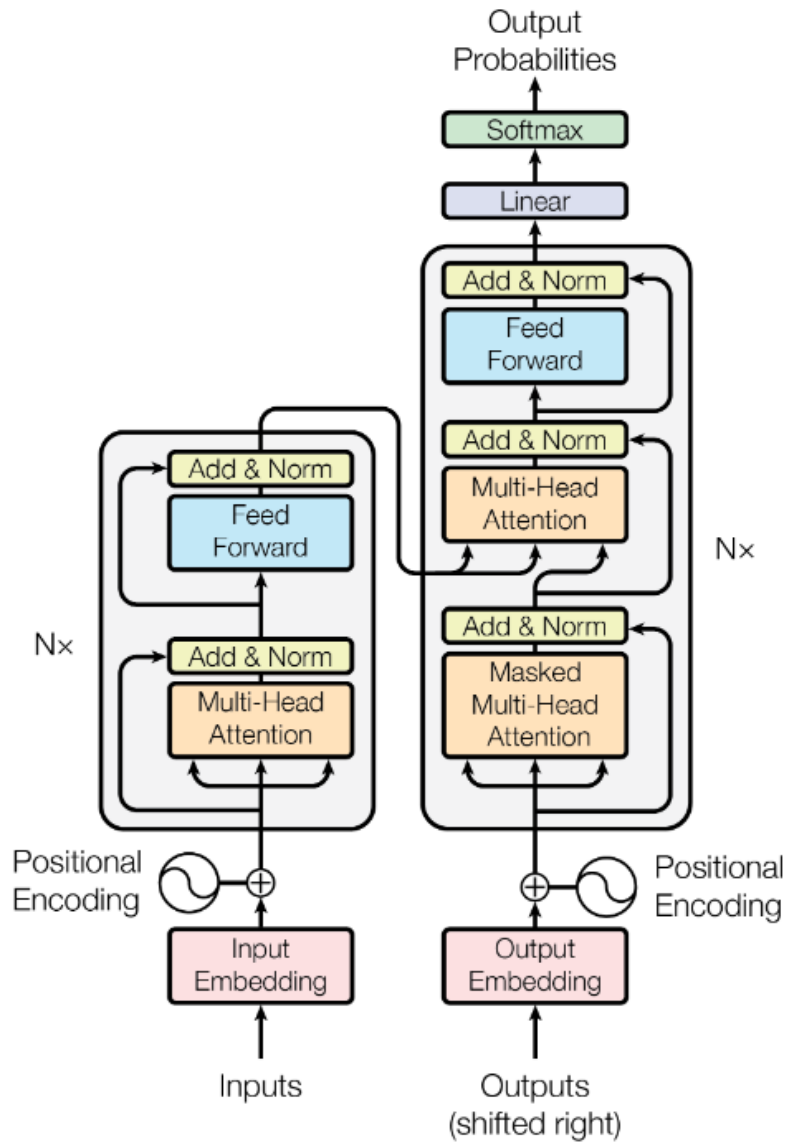 Output
Probabilities
Softmax
Linear
Add & Norm
Feed
Forward
Add & Norm
Multi-Head
Attention
Nx
Add & Norm
Masked
Multi-Head
Attention
Add & Norm
Feed
Forward
Nx
Add & Norm
Multi-Head
Attention
Positional
Encoding
Positional
Encoding
Input
Embedding
Output
Embedding
Inputs
Outputs
(shifted right)